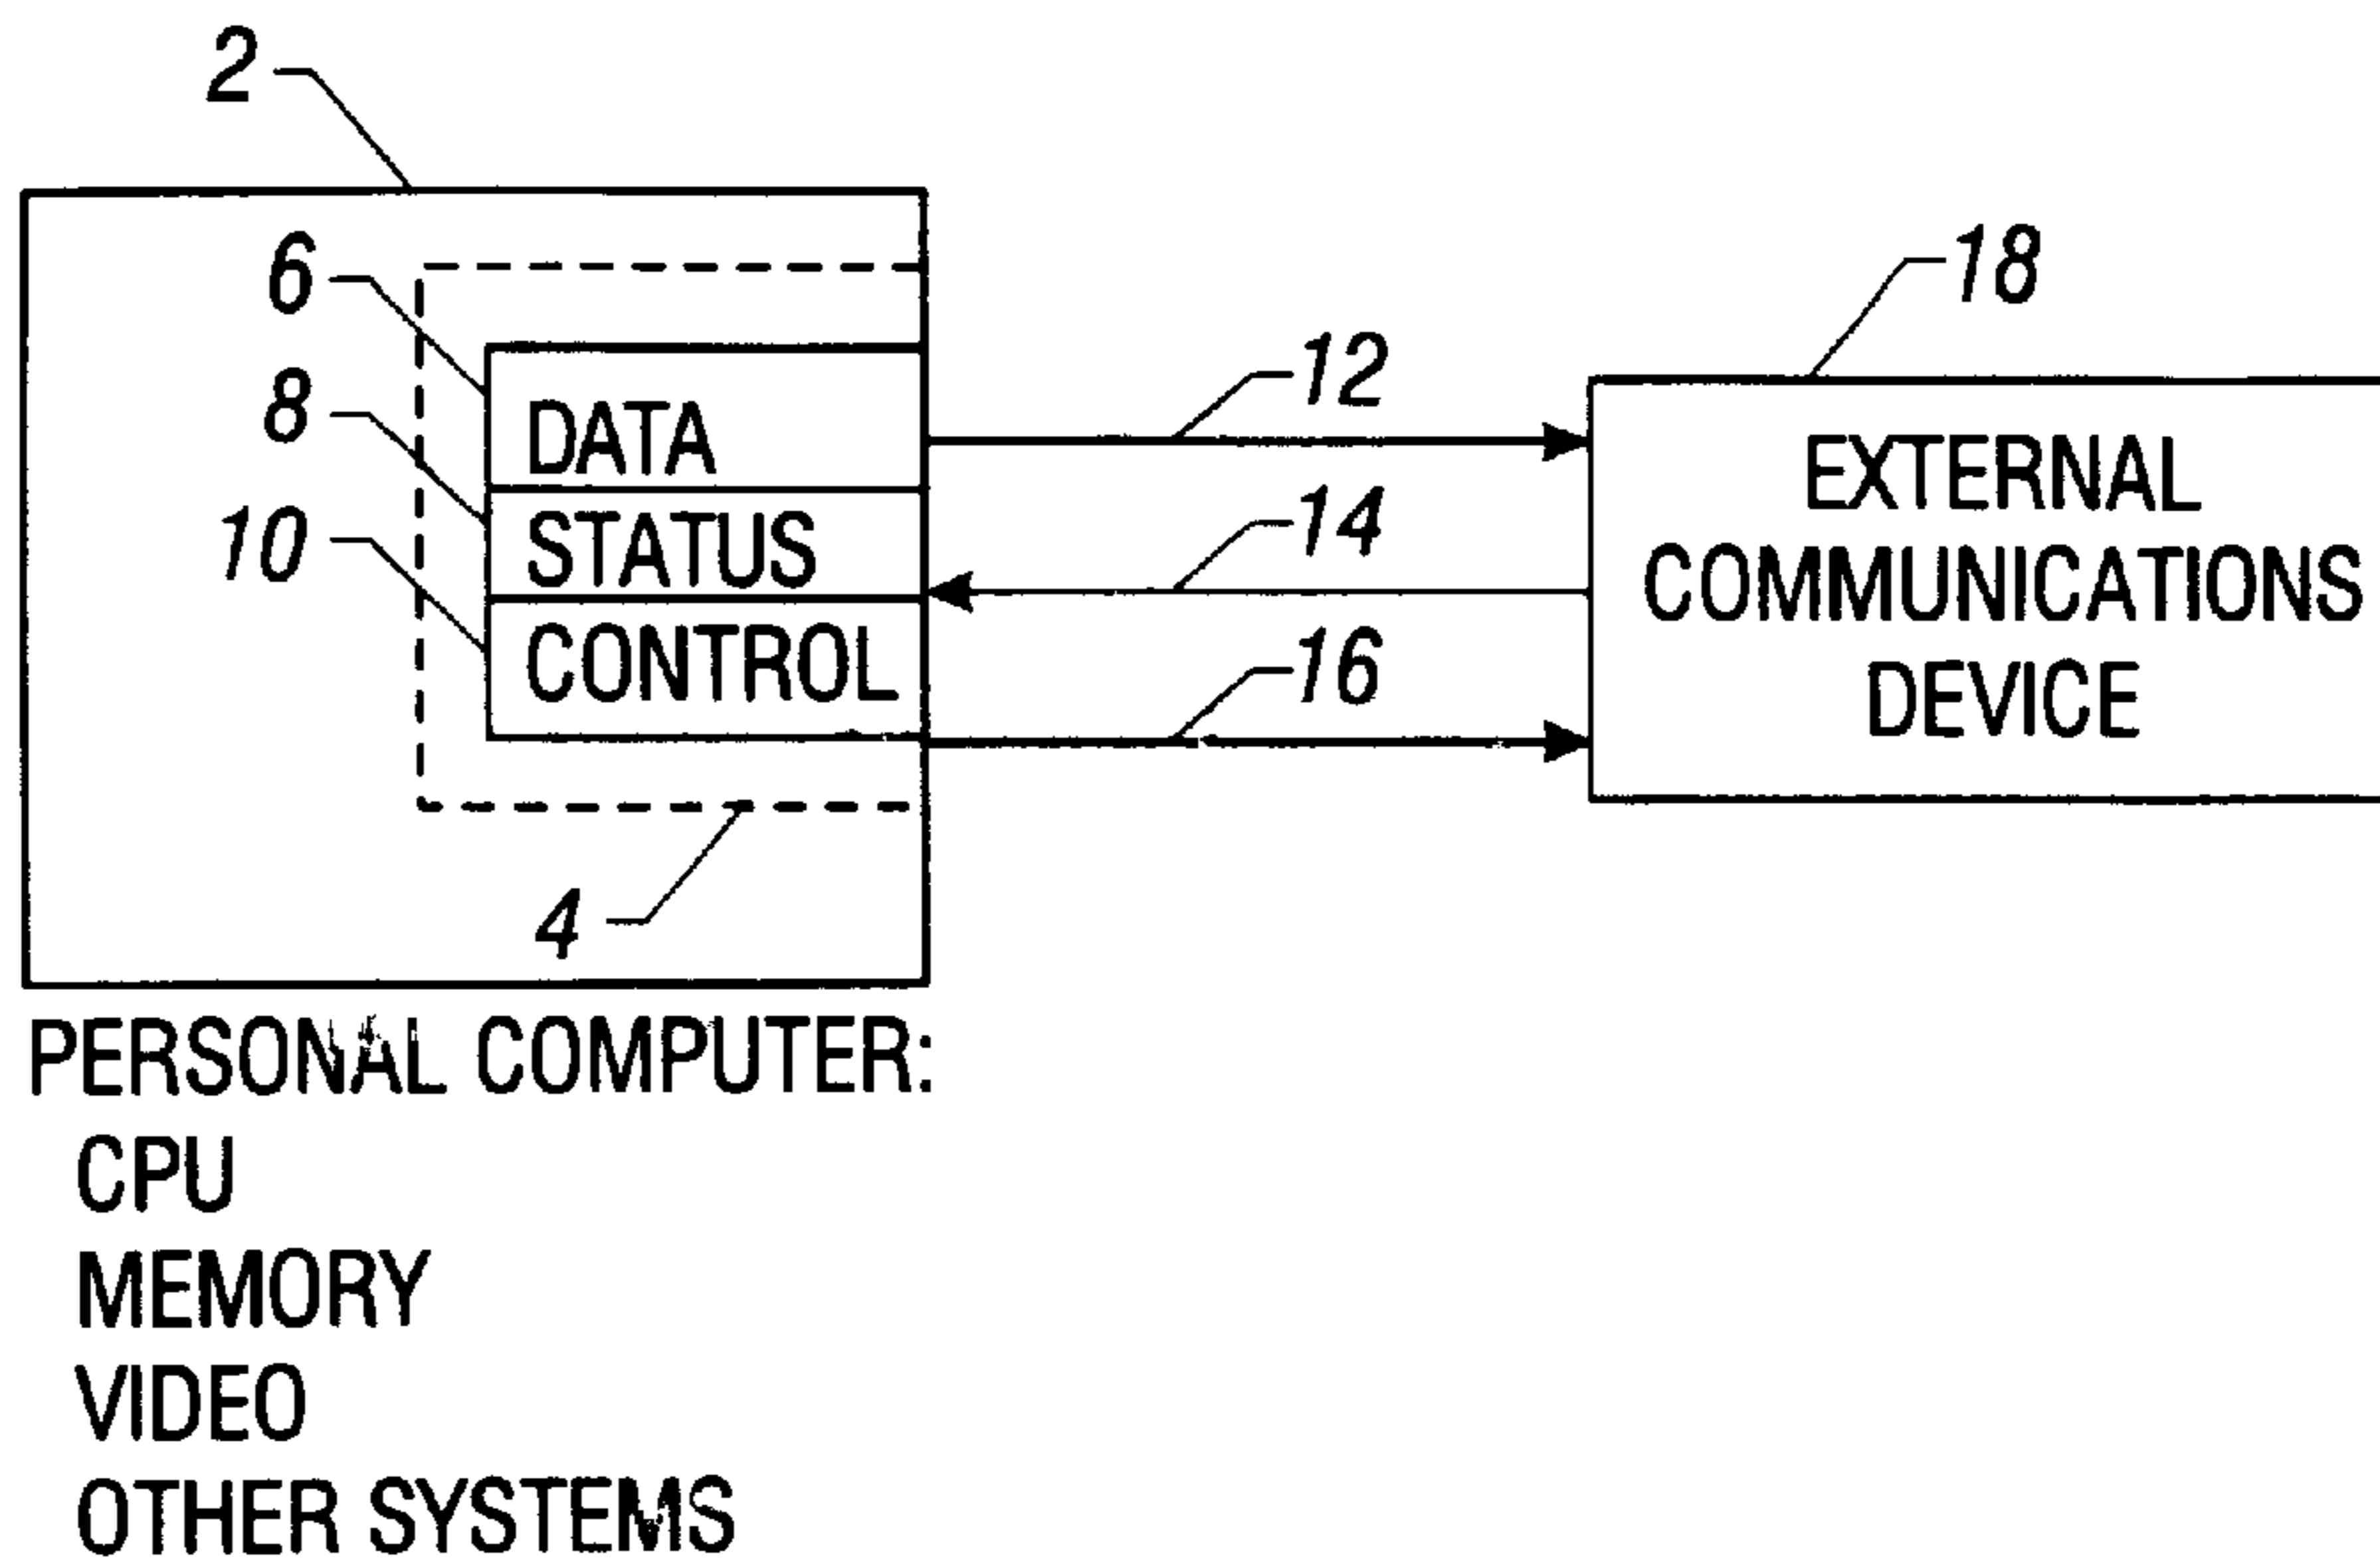 2
6
8
10
DATA
STATUS
CONTROL
4
12
14
16
18
EXTERNAL
COMMUNICATIONS
DEVICE
PERSONAL COMPUTER:
CPU
MEMORY
VIDEO
OTHER SYSTEMS